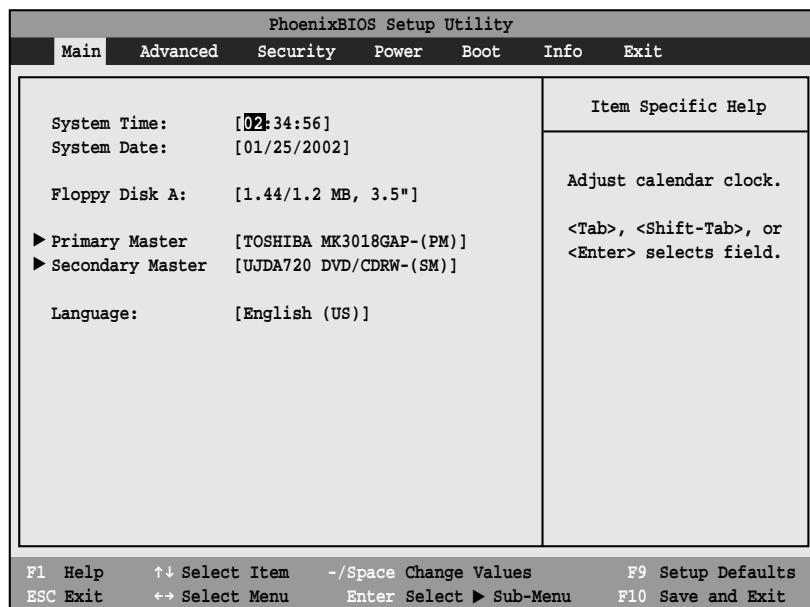 PhoenixBIOS Setup Utility
Main Advanced Security Power Boot Info Exit
System Time: [02:34:56]
System Date: [01/25/2002]
Floppy Disk A: [1.44/1.2 MB, 3.5"]
▶ Primary Master [TOSHIBA MK3018GAP-(PM)]
▶ Secondary Master [UJDA720 DVD/CDRW-(SM)]
Language: [English (US)]
Item Specific Help
Adjust calendar clock.
<Tab>, <Shift-Tab>, or
<Enter> selects field.
F1 Help ↑↓ Select Item -/Space Change Values F9 Setup Defaults
ESC Exit ←→ Select Menu Enter Select ▶ Sub-Menu F10 Save and Exit